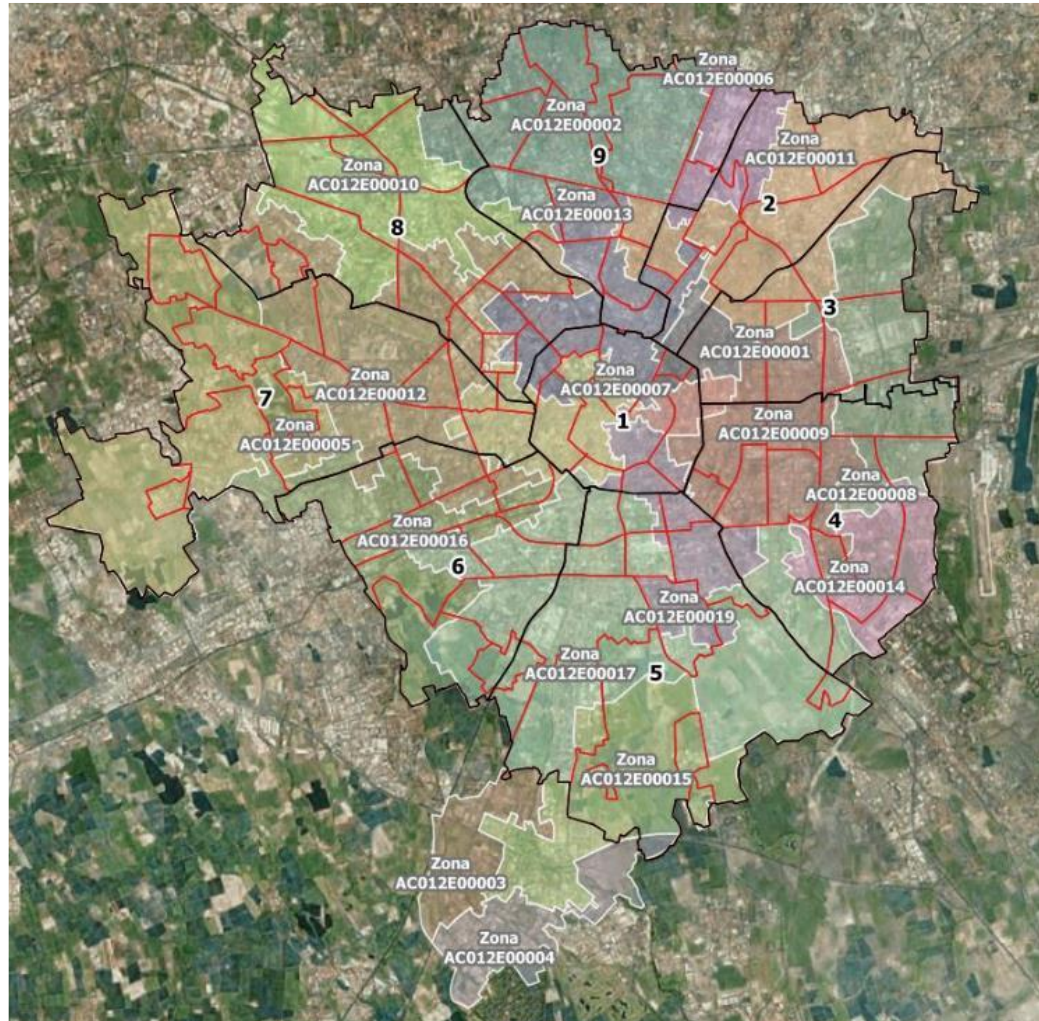 Zona
AC012E00006
Zona
AC012E00002
9
Zona
AC012E00011
Zona
AC012E00010
2
Zona
AC012E00013
8
3
Zona
AC012E00001
Zona
AC012E00007
Zona
AC012E00012
7
1
Zona
AC012E00005
Zona
AC012E00009
Zona
AC012E00008
4
Zona
AC012E00016
6
Zona
AC012E00014
Zona
AC012E00019
Zona
AC012E00017
5
Zona
AC012E00015
Zona
AC012E00003
Zona
AC012E00004